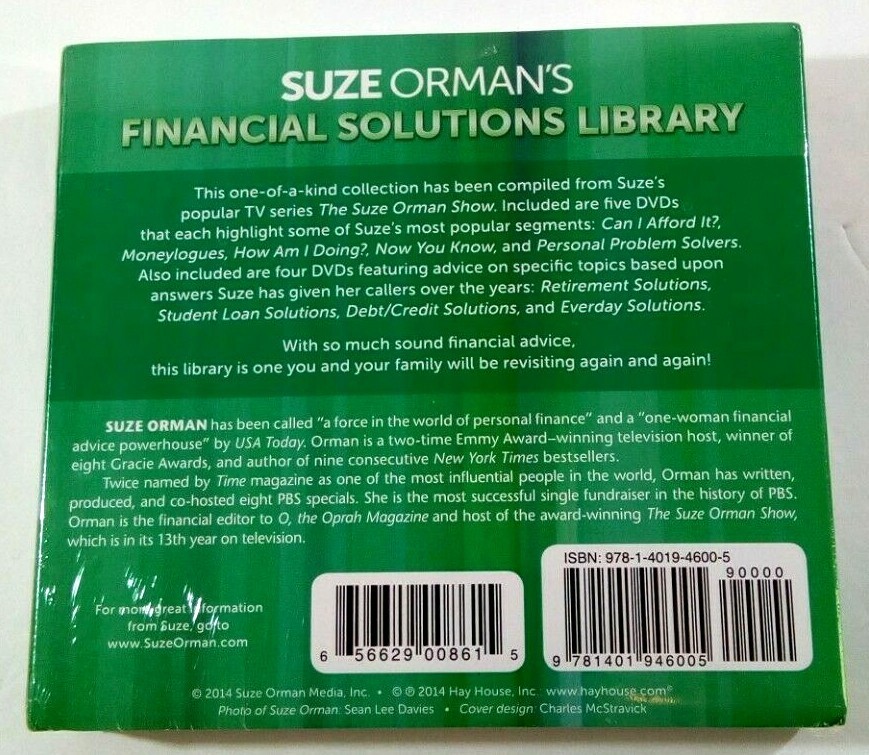 SUZE ORMAN'S
FINANCIAL SOLUTIONS LIBRARY
This one-of-a-kind collection has been compiled from Suze's
popular TV series The Suze Orman Show. Included are five DVDs
that each highlight some of Suze's most popular segments: Can I Afford It?,
Moneylogues, How Am I Doing?, Now You Know, and Personal Problem Solvers.
Also included are four DVDs featuring advice on specific topics based upon
answers Suze has given her callers over the years: Retirement Solutions,
Student Loan Solutions, Debt/Credit Solutions, and Everday Solutions.
With so much sound financial advice,
this library is one you and your family will be revisiting again and again!
SUZE ORMAN has been called "a force in the world of personal finance" and a "one-woman financial
advice powerhouse" by USA Today. Orman is a two-time Emmy Award–winning television host, winner of
eight Gracie Awards, and author of nine consecutive New York Times bestsellers.
Twice named by Time magazine as one of the most influential people in the world, Orman has written,
produced, and co-hosted eight PBS specials. She is the most successful single fundraiser in the history of PBS.
Orman is the financial editor to O, the Oprah Magazine and host of the award-winning The Suze Orman Show,
which is in its 13th year on television.
For more great information
from Suze, go to
www.SuzeOrman.com
6 56629 00861 5
ISBN: 978-1-4019-4600-5
90000
9 781401 946005
© 2014 Suze Orman Media, Inc. • © ℗ 2014 Hay House, Inc. www.hayhouse.com®
Photo of Suze Orman: Sean Lee Davies • Cover design: Charles McStravick